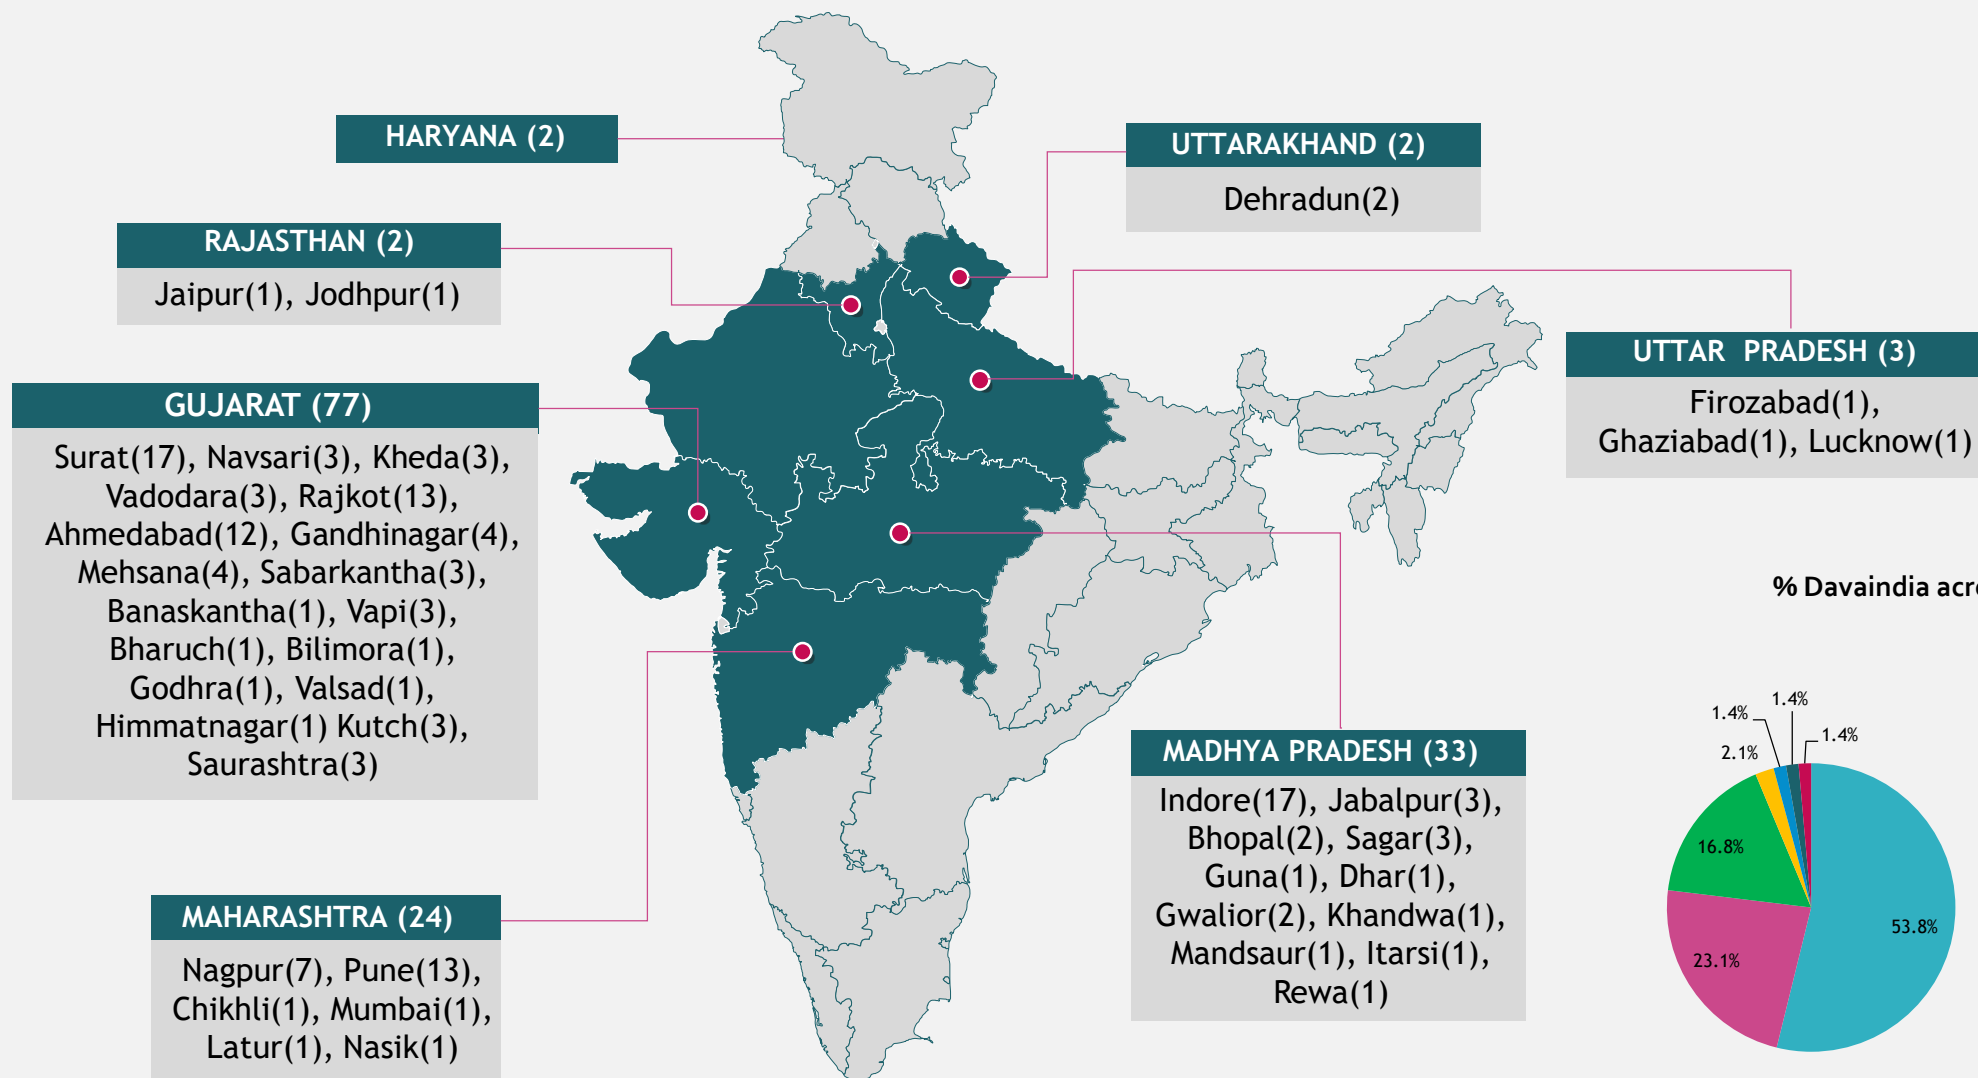 HARYANA (2)
UTTARAKHAND (2)
Dehradun(2)
RAJASTHAN (2)
Jaipur(1), Jodhpur(1)
UTTAR PRADESH (3)
Firozabad(1),
Ghaziabad(1), Lucknow(1)
GUJARAT (77)
Surat(17), Navsari(3), Kheda(3),
Vadodara(3), Rajkot(13),
Ahmedabad(12), Gandhinagar(4),
Mehsana(4), Sabarkantha(3),
Banaskantha(1), Vapi(3),
Bharuch(1), Bilimora(1),
Godhra(1), Valsad(1),
Himmatnagar(1) Kutch(3),
Saurashtra(3)
MADHYA PRADESH (33)
Indore(17), Jabalpur(3),
Bhopal(2), Sagar(3),
Guna(1), Dhar(1),
Gwalior(2), Khandwa(1),
Mandsaur(1), Itarsi(1),
Rewa(1)
MAHARASHTRA (24)
Nagpur(7), Pune(13),
Chikhli(1), Mumbai(1),
Latur(1), Nasik(1)
% Davaindia
1.4%
1.4%
1.4%
2.1%
16.8%
23.1%
53.8%